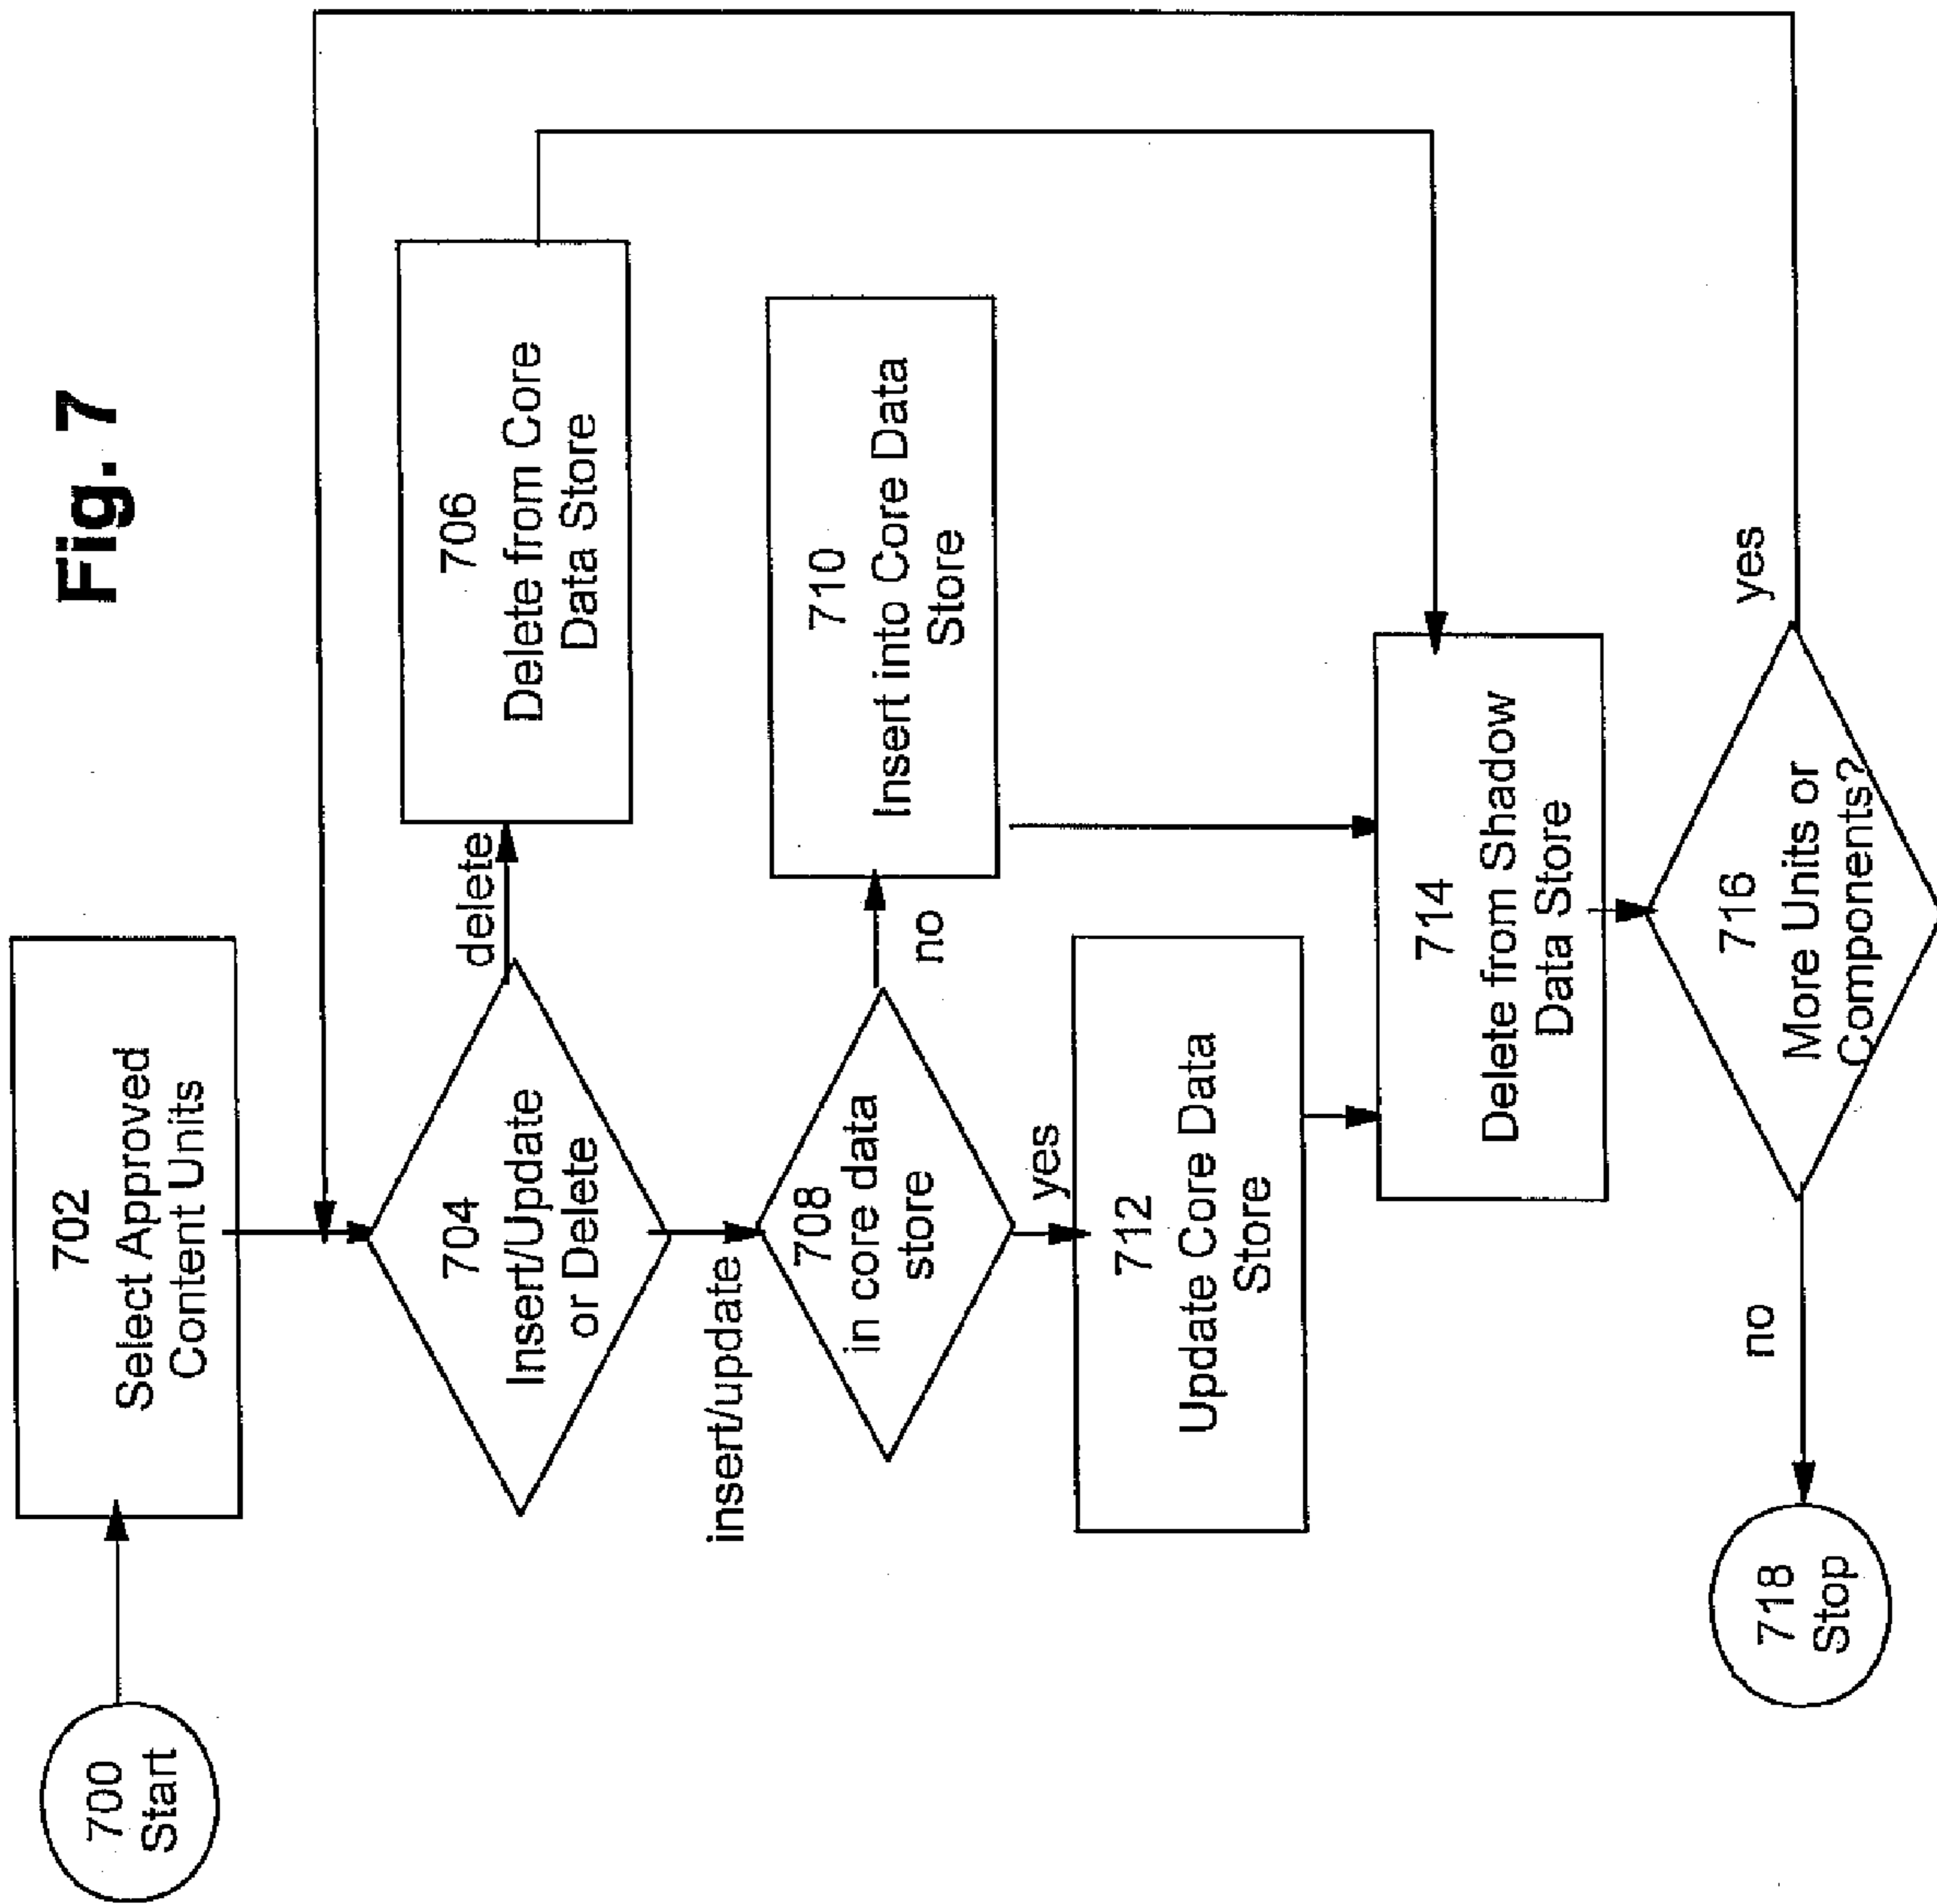 Fig. 7
700
Start
702
Select Approved
Content Units
704
Insert/Update
or Delete
delete
706
Delete from Core
Data Store
insert/update
708
in core data
store
no
710
Insert into Core Data
Store
yes
712
Update Core Data
Store
714
Delete from Shadow
Data Store
716
More Units or
Components?
yes
no
718
Stop